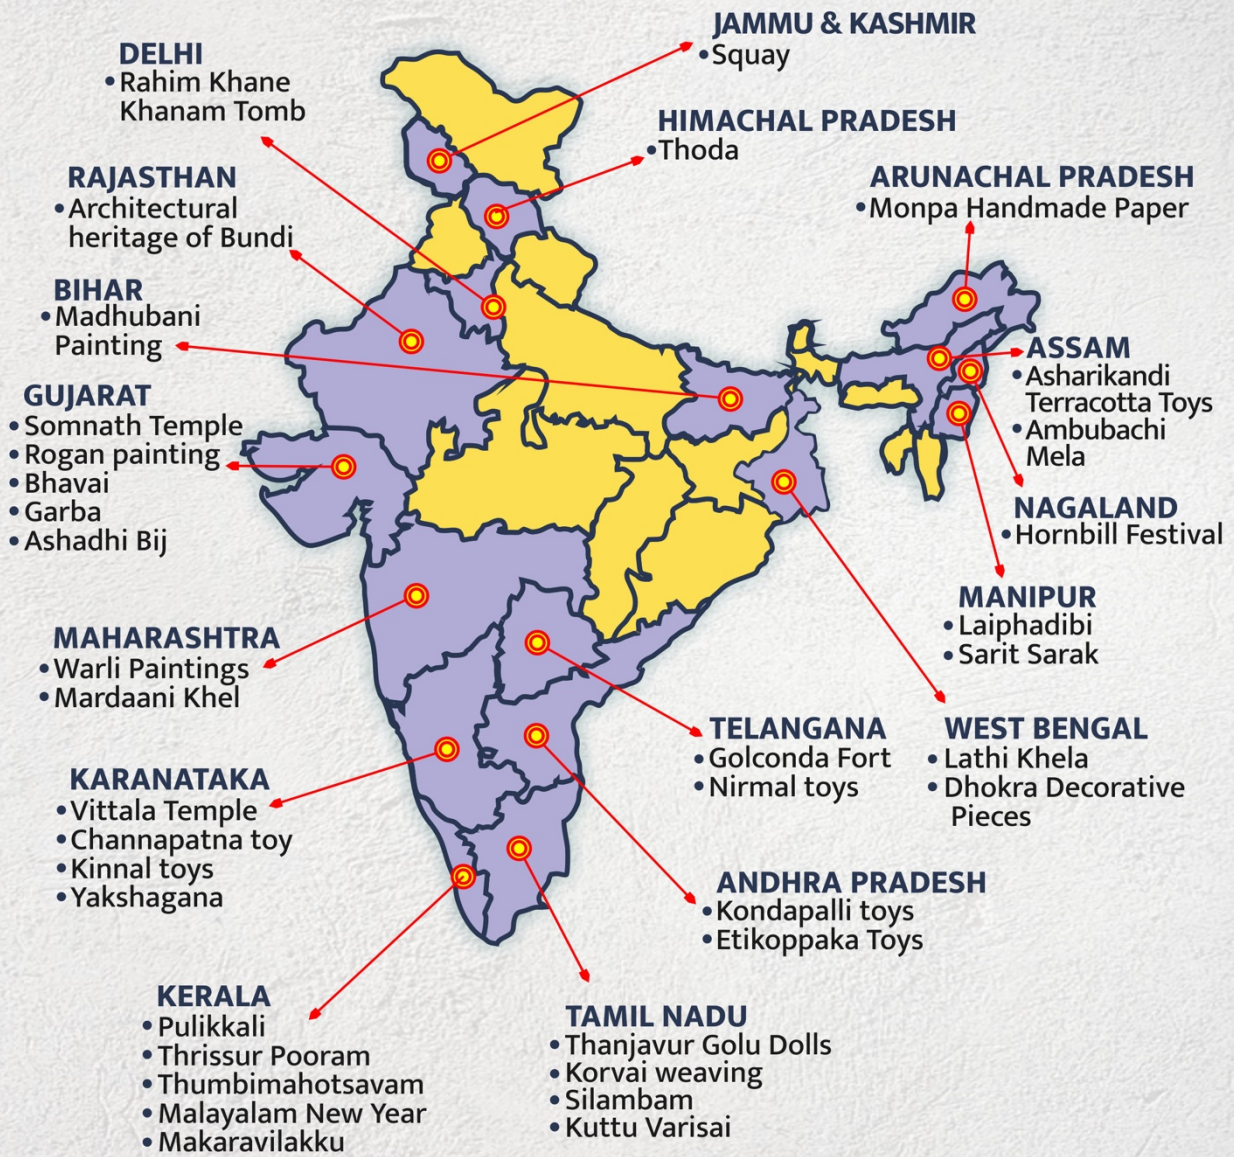 JAMMU & KASHMIR
• Squay
DELHI
• Rahim Khane
Khanam Tomb
HIMACHAL PRADESH
• Thoda
RAJASTHAN
• Architectural
heritage of Bundi
ARUNACHAL PRADESH
• Monpa Handmade Paper
BIHAR
• Madhubani
Painting
ASSAM
• Asharikandi
Terracotta Toys
• Ambubachi
Mela
GUJARAT
• Somnath Temple
• Rogan painting
• Bhavai
• Garba
• Ashadhi Bij
NAGALAND
• Hornbill Festival
MANIPUR
• Laiphadibi
• Sarit Sarak
MAHARASHTRA
• Warli Paintings
• Mardaani Khel
TELANGANA
• Golconda Fort
• Nirmal toys
WEST BENGAL
• Lathi Khela
• Dhokra Decorative
Pieces
KARANATAKA
• Vittala Temple
• Channapatna toy
• Kinnal toys
• Yakshagana
ANDHRA PRADESH
• Kondapalli toys
• Etikoppaka Toys
KERALA
• Pulikkali
• Thrissur Pooram
• Thumbimahotsavam
• Malayalam New Year
• Makaravilakku
TAMIL NADU
• Thanjavur Golu Dolls
• Korvai weaving
• Silambam
• Kuttu Varisai